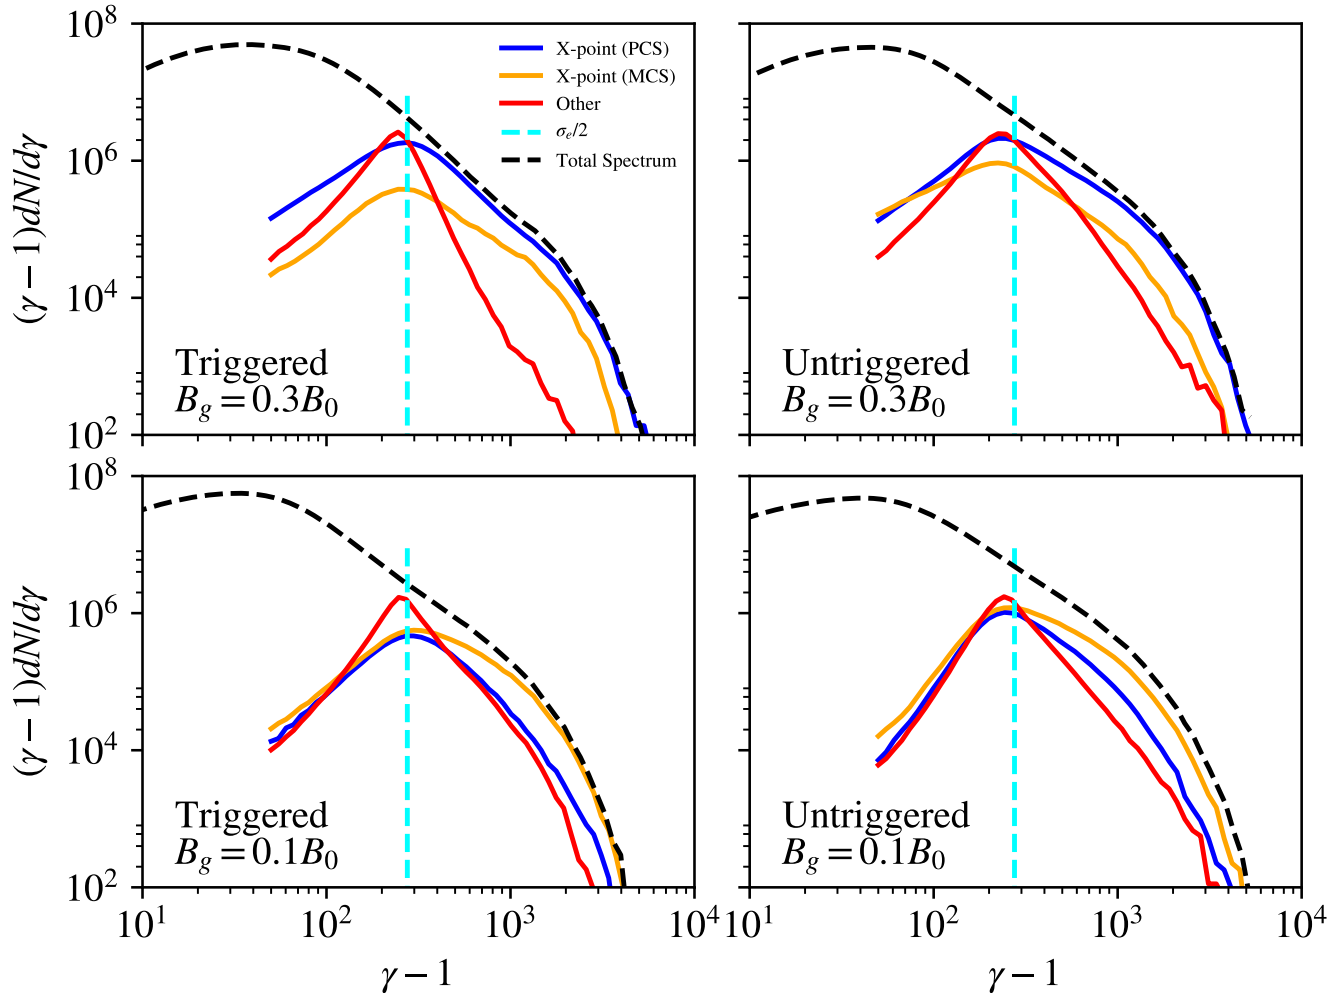 10^8
10^6
10^4
10^2
(γ − 1)dN/dγ
X-point (PCS)
X-point (MCS)
Other
σ_e/2
Total Spectrum
Triggered
B_g = 0.3B_0
Untriggered
B_g = 0.3B_0
10^8
10^6
10^4
10^2
(γ − 1)dN/dγ
Triggered
B_g = 0.1B_0
Untriggered
B_g = 0.1B_0
10^1 10^2 10^3 10^4
10^1 10^2 10^3 10^4
γ − 1
γ − 1